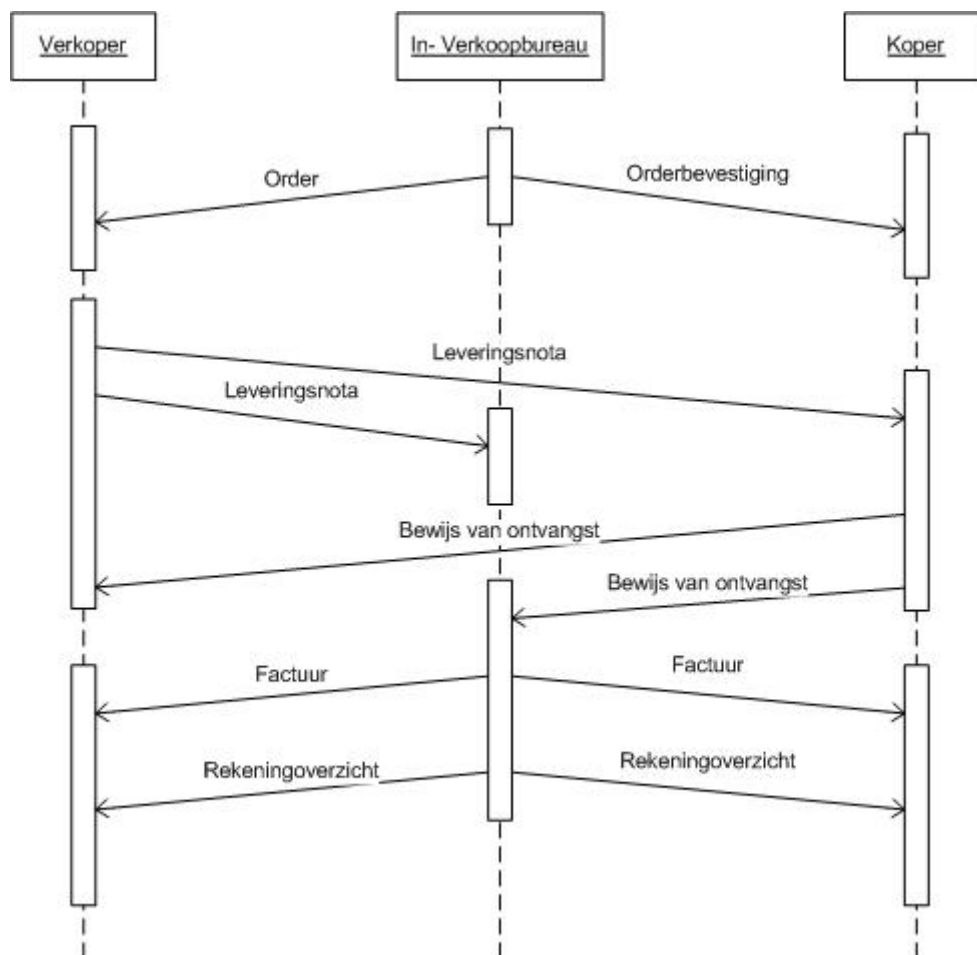 Verkoper
In- Verkoopbureau
Koper
Order
Orderbevestiging
Leveringsnota
Leveringsnota
Bewijs van ontvangst
Bewijs van ontvangst
Factuur
Factuur
Rekeningoverzicht
Rekeningoverzicht